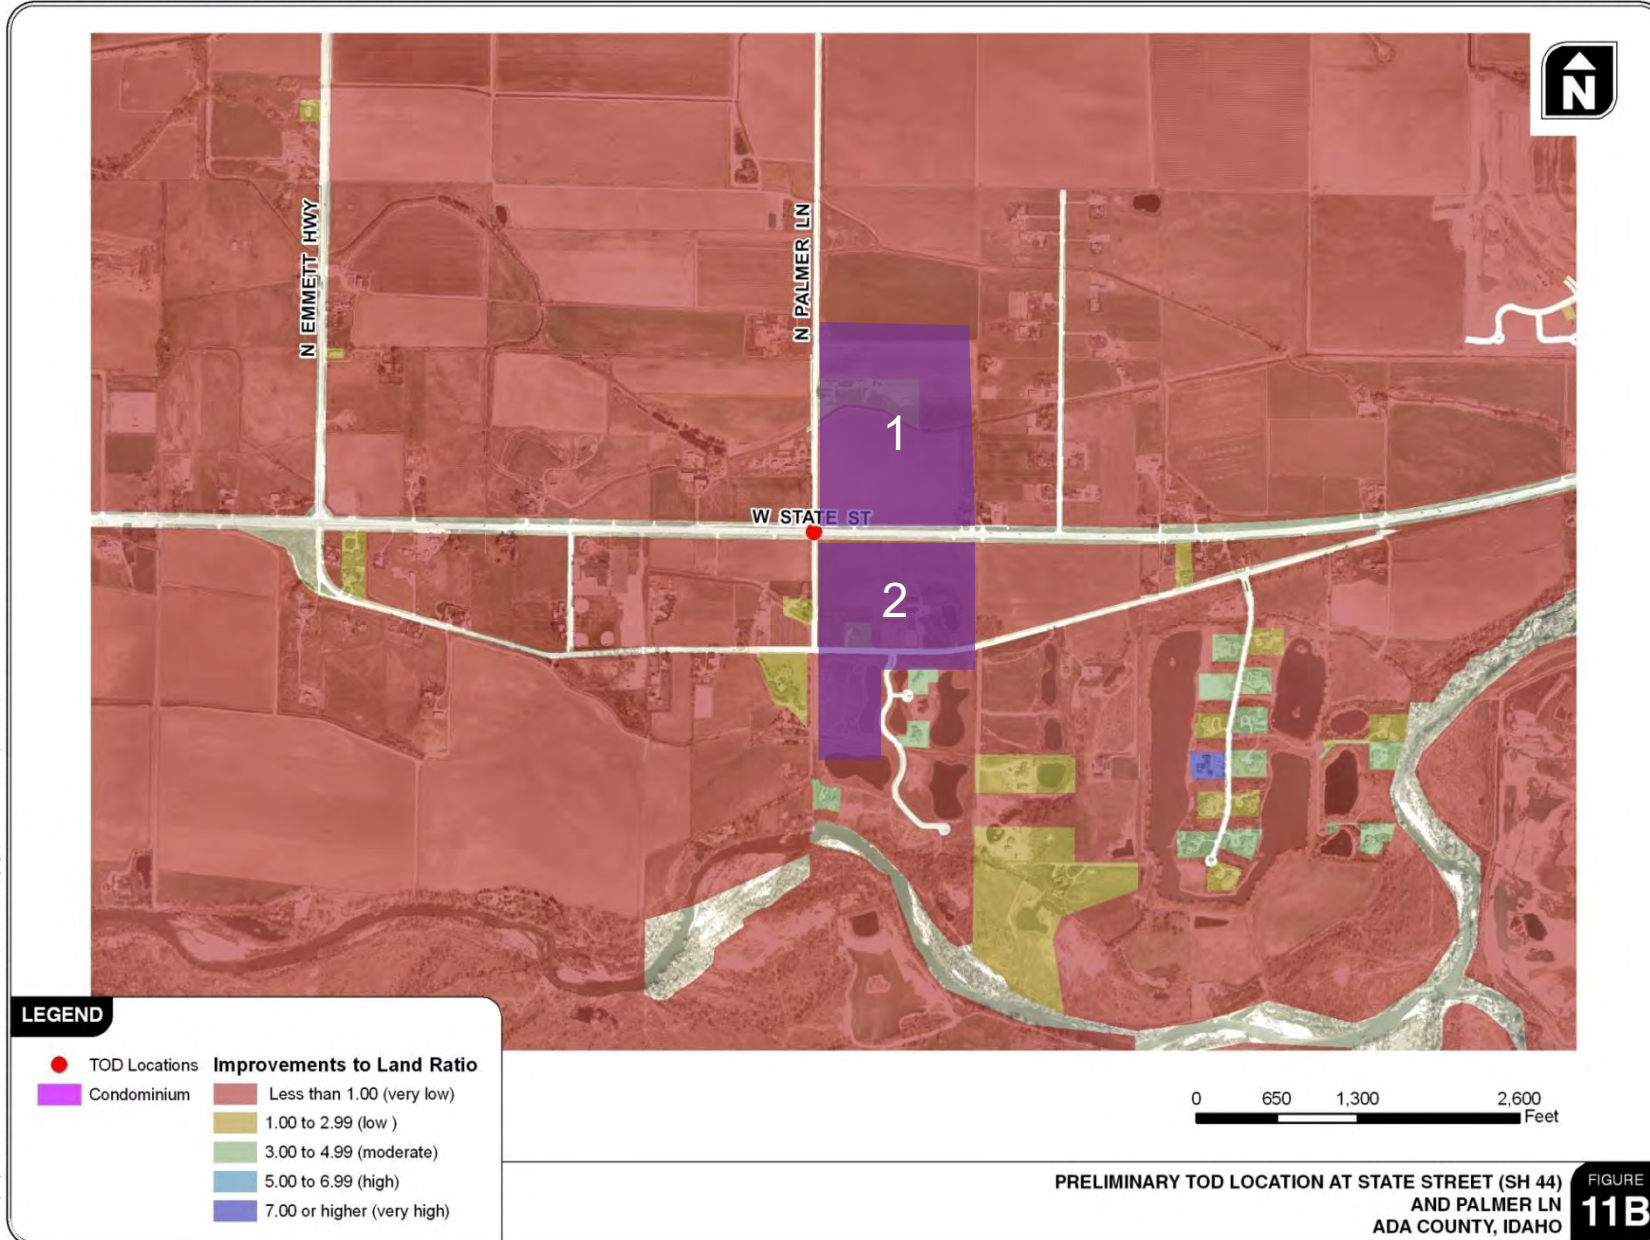 N
N EMMETT HWY
N PALMER LN
1
W STATE ST
2
LEGEND
TOD Locations
Condominium
Improvements to Land Ratio
Less than 1.00 (very low)
1.00 to 2.99 (low )
3.00 to 4.99 (moderate)
5.00 to 6.99 (high)
7.00 or higher (very high)
0 650 1,300 2,600
Feet
PRELIMINARY TOD LOCATION AT STATE STREET (SH 44)
AND PALMER LN
ADA COUNTY, IDAHO
FIGURE
11B